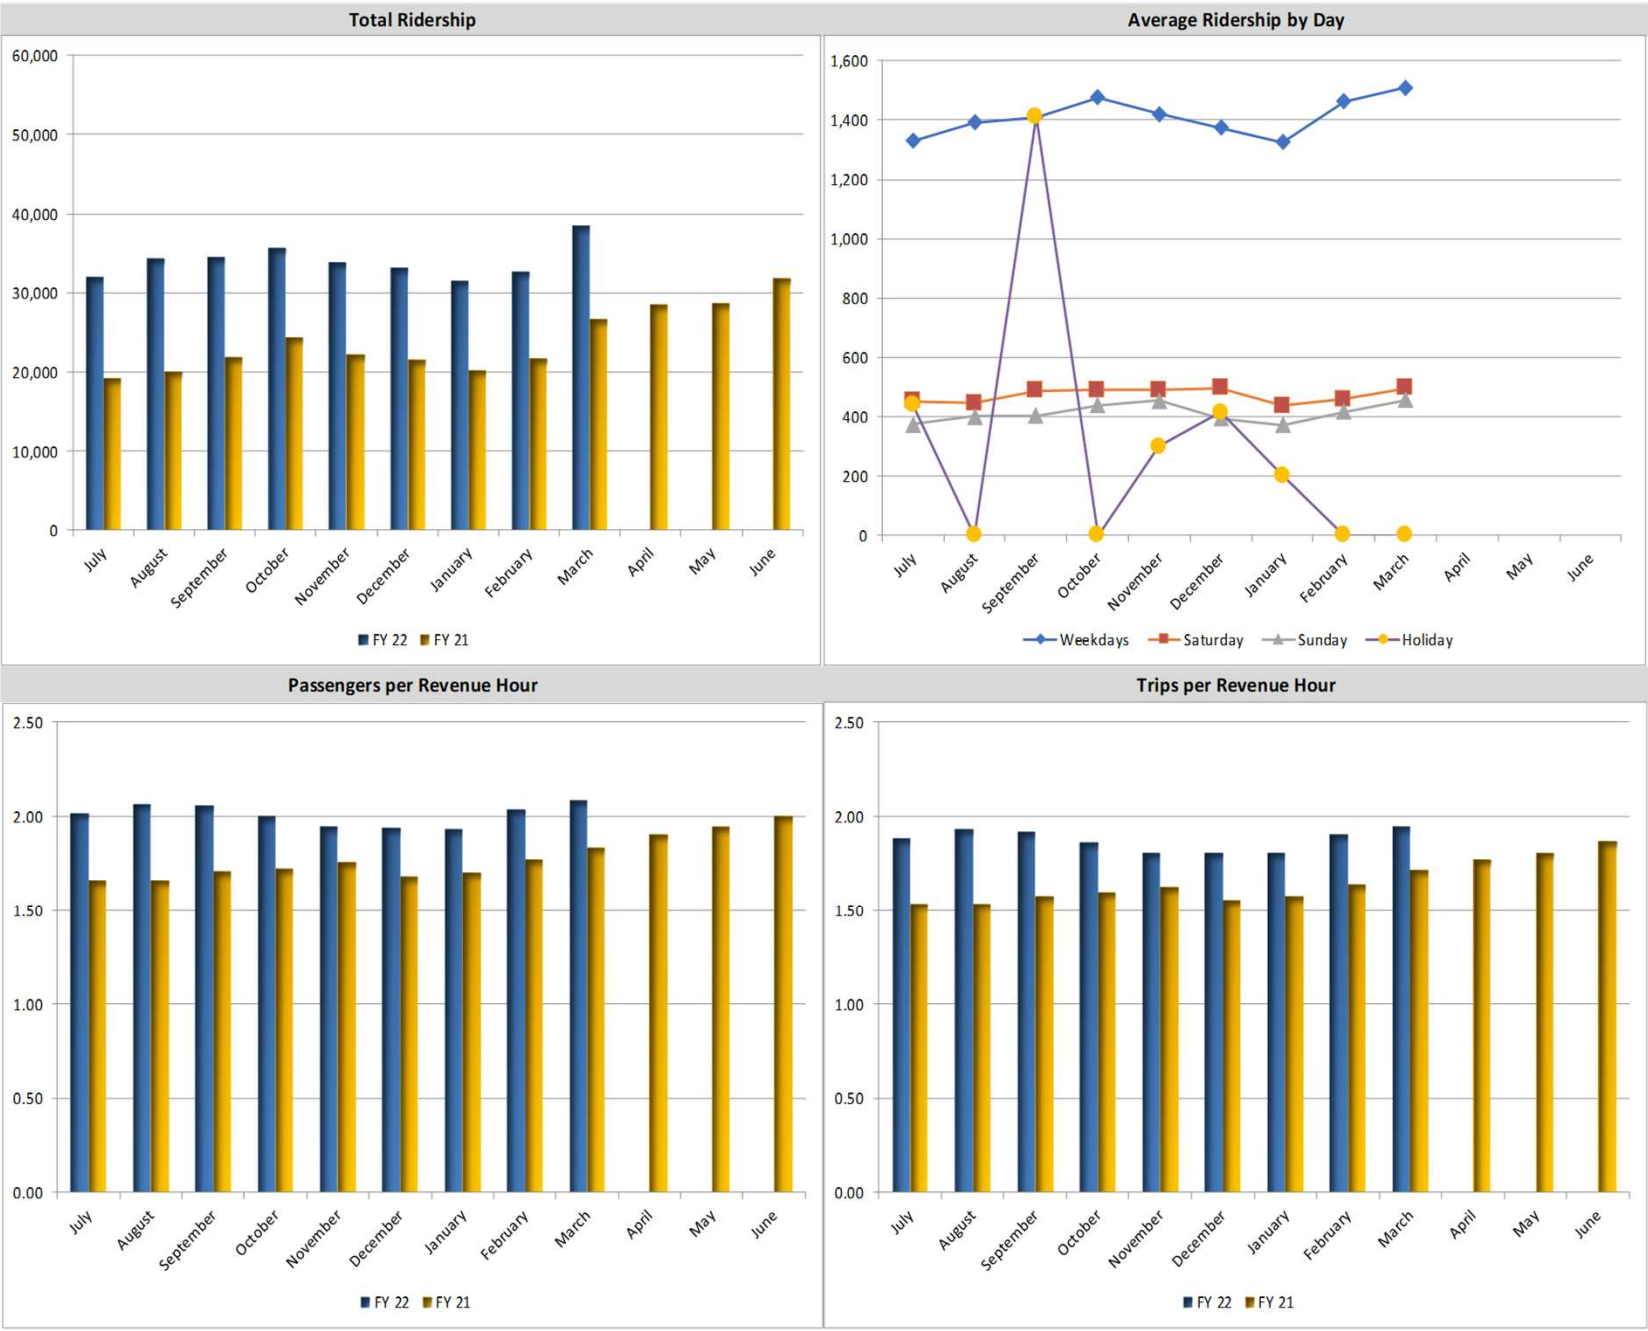 Total Ridership
60,000
50,000
40,000
30,000
20,000
10,000
0
July
August
September
October
November
December
January
February
March
April
May
June
FY 22 FY 21
Average Ridership by Day
1,600
1,400
1,200
1,000
800
600
400
200
0
July
August
September
October
November
December
January
February
March
April
May
June
Weekdays Saturday Sunday Holiday
Passengers per Revenue Hour
2.50
2.00
1.50
1.00
0.50
0.00
July
August
September
October
November
December
January
February
March
April
May
June
FY 22 FY 21
Trips per Revenue Hour
2.50
2.00
1.50
1.00
0.50
0.00
July
August
September
October
November
December
January
February
March
April
May
June
FY 22 FY 21